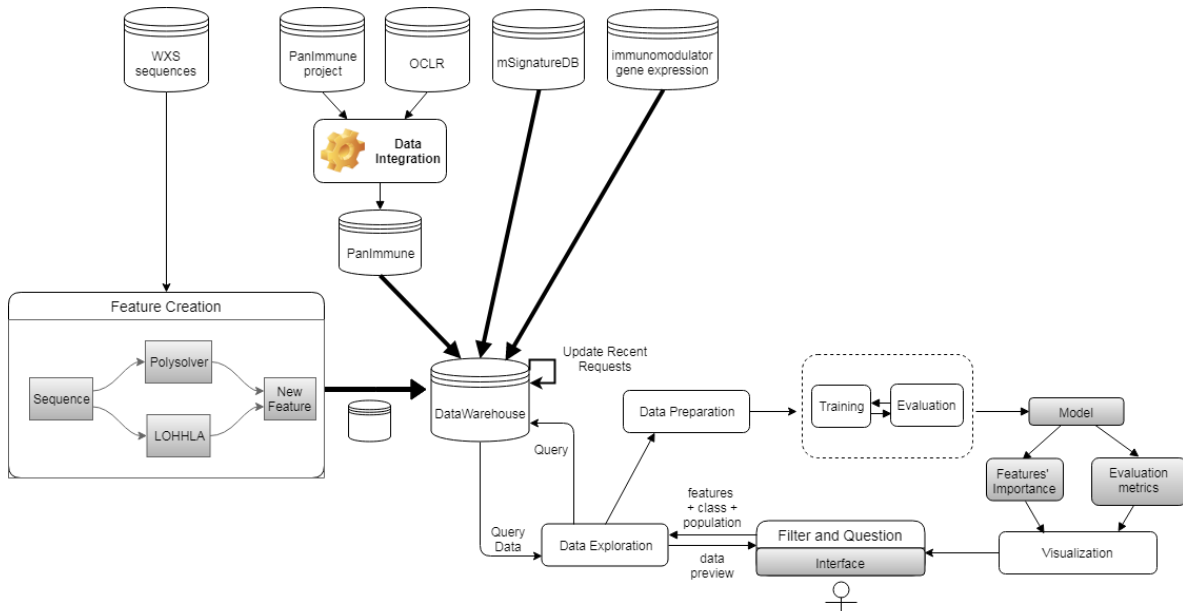 WXS
sequences
PanImmune
project
OCLR
mSignatureDB
immunomodulator
gene expression
Data
Integration
PanImmune
Feature Creation
Sequence
Polysolver
LOHHLA
New
Feature
DataWarehouse
Update Recent
Requests
Query
Query
Data
Data Exploration
Data Preparation
Training
Evaluation
Model
Features'
Importance
Evaluation
metrics
Visualization
features
+ class +
population
data
preview
Filter and Question
Interface